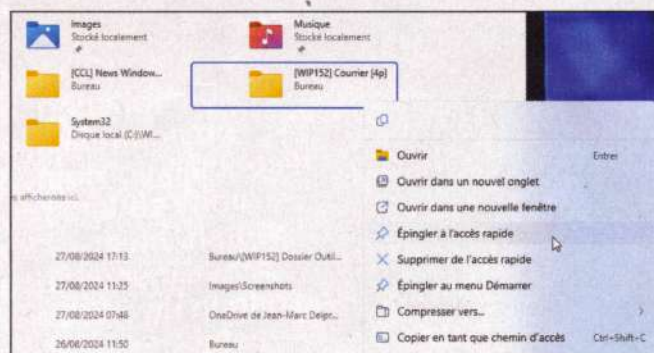 Images
Stocké localement
Musique
Stocké localement
[CCL] News Window...
Bureau
[WIP152] Courrier [4p]
Bureau
System32
Disque local (C:)\WI...
s afficherons ici.
Ouvrir Entrer
Ouvrir dans un nouvel onglet
Ouvrir dans une nouvelle fenêtre
Épingler à l'accès rapide
Supprimer de l'accès rapide
Épingler au menu Démarrer
Compresser vers...
Copier en tant que chemin d'accès Ctrl+Shift+C
27/08/2024 17:13 Bureau\[WIP152] Dossier Outil...
27/08/2024 11:25 Images\Screenshots
27/08/2024 07:46 OneDrive de Jean-Marc Delpr...
26/08/2024 11:50 Bureau